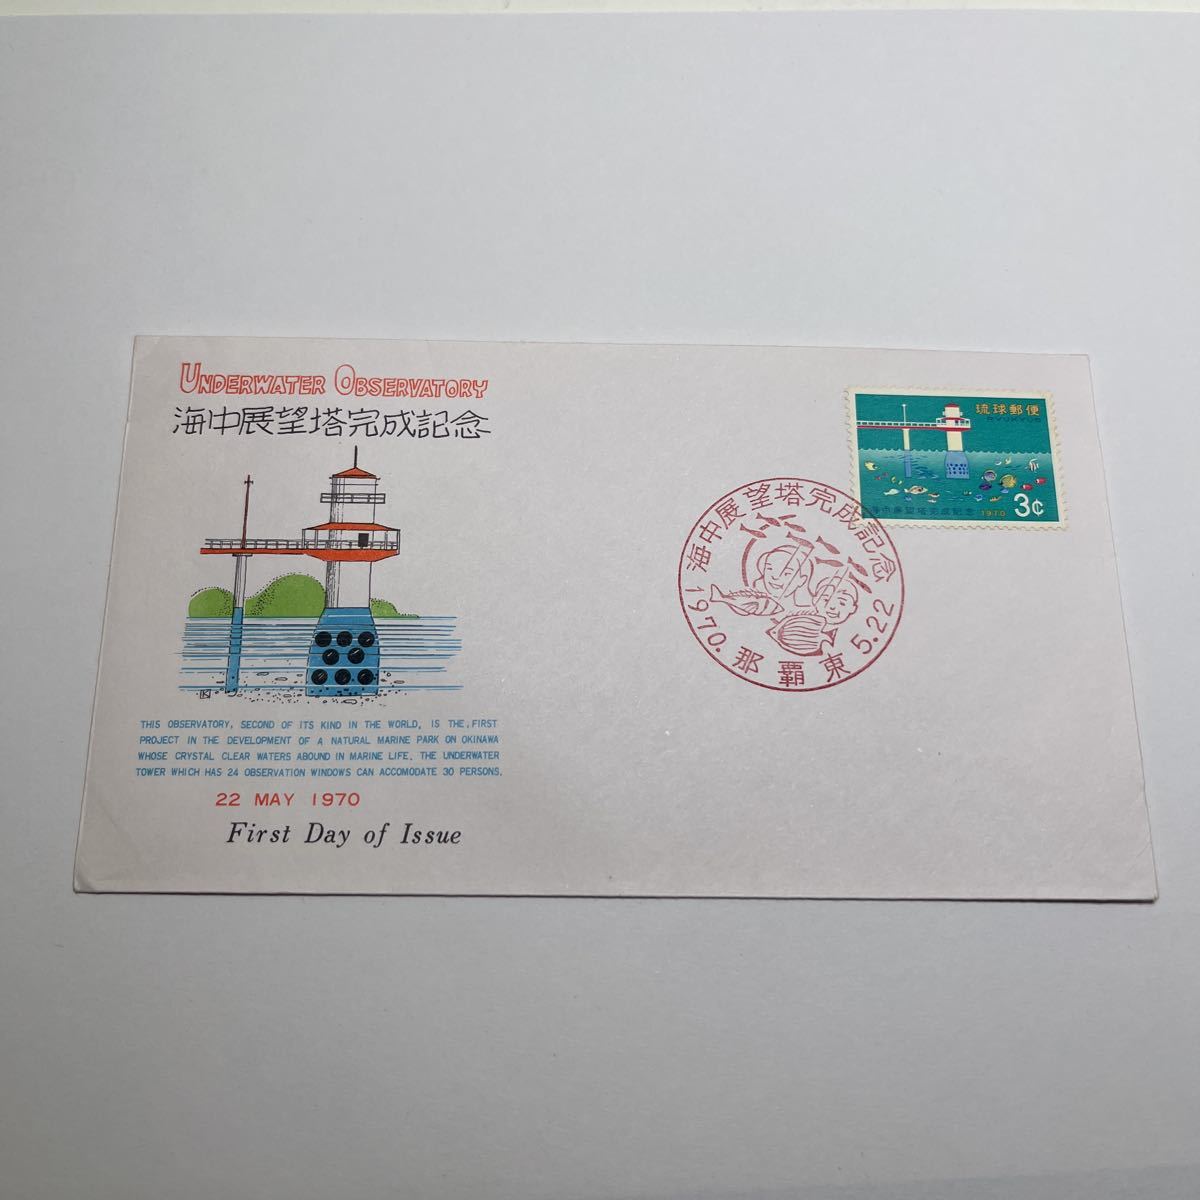 UNDERWATER OBSERVATORY
海中展望塔完成記念
THIS OBSERVATORY, SECOND OF ITS KIND IN THE WORLD, IS THE FIRST
PROJECT IN THE DEVELOPMENT OF A NATURAL MARINE PARK ON OKINAWA
WHOSE CRYSTAL CLEAR WATERS ABOUND IN MARINE LIFE. THE UNDERWATER
TOWER WHICH HAS 24 OBSERVATION WINDOWS CAN ACCOMODATE 30 PERSONS.
22 MAY 1970
First Day of Issue
琉球郵便
RYUKYUS
海中展望塔完成記念 1970
3¢
海中展望塔完成記念
1970. 5.22
那覇東